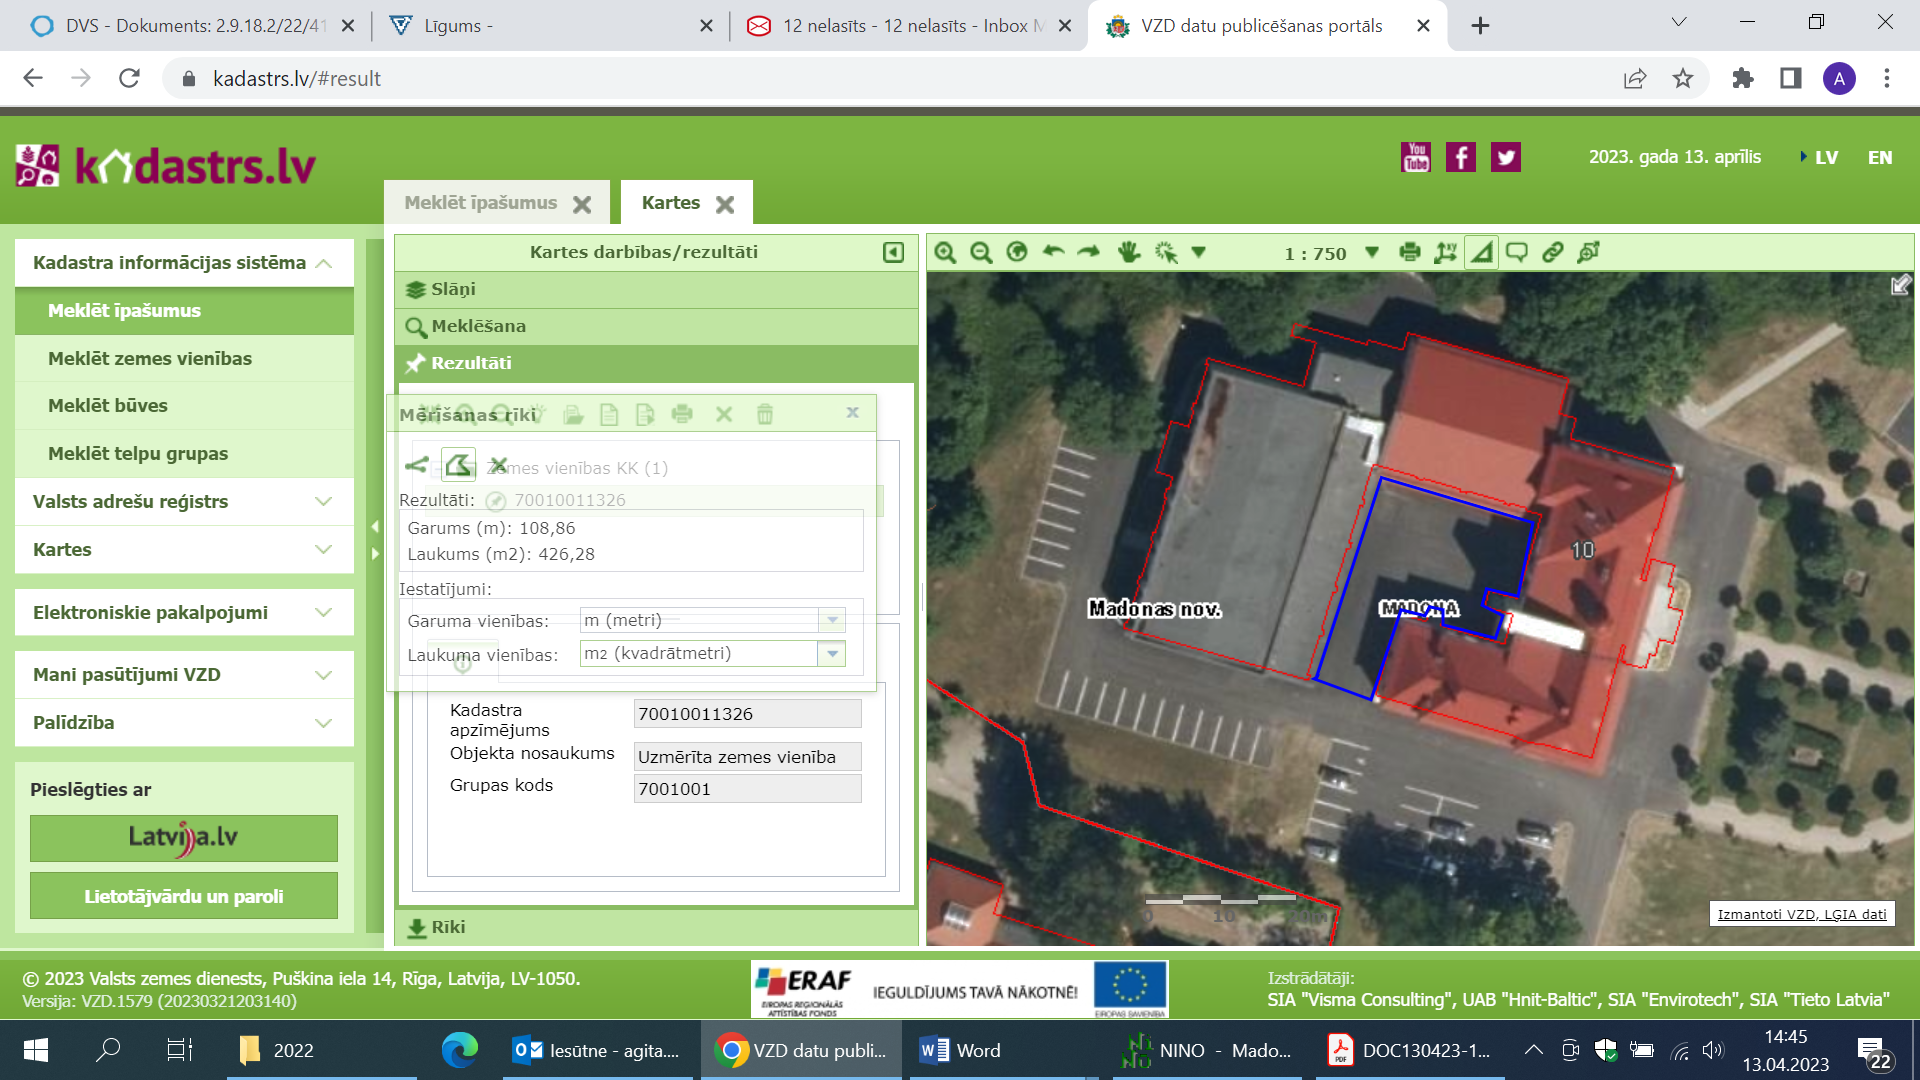 DVS - Dokuments: 2.9.18.2/22/41
Līgums -
12 nelasīts - 12 nelasīts - Inbox M
VZD datu publicēšanas portāls
kadastrs.lv/#result
A
kadastrs.lv
You Tube
2023. gada 13. aprīlis
LV
EN
Meklēt īpašumus
Kartes
Kadastra informācijas sistēma
Meklēt īpašumus
Meklēt zemes vienības
Meklēt būves
Meklēt telpu grupas
Valsts adrešu reģistrs
Kartes
Elektroniskie pakalpojumi
Mani pasūtījumi VZD
Palīdzība
Pieslēgties ar
Latvija.lv
Lietotājvārdu un paroli
Kartes darbības/rezultāti
Slāņi
Meklēšana
Rezultāti
Mērīšanas rīki
Zemes vienības KK (1)
Rezultāti:
70010011326
Garums (m): 108,86
Laukums (m2): 426,28
Iestatījumi:
Garuma vienības:
m (metri)
Laukuma vienības:
m2 (kvadrātmetri)
Kadastra apzīmējums
70010011326
Objekta nosaukums
Uzmērīta zemes vienība
Grupas kods
7001001
Rīki
1 : 750
10
Madonas nov.
MADONA
0
10
Izmantoti VZD, LĢIA dati
© 2023 Valsts zemes dienests, Puškina iela 14, Rīga, Latvija, LV-1050.
Versija: VZD.1579 (20230321203140)
ERAF
EIROPAS REĢIONĀLĀS
ATTĪSTĪBAS FONDS
IEGULDĪJUMS TAVĀ NĀKOTNĒ!
EIROPAS SAVIENĪBA
Izstrādātāji:
SIA "Visma Consulting", UAB "Hnit-Baltic", SIA "Envirotech", SIA "Tieto Latvia"
2022
Iesūtne - agita....
VZD datu publi...
Word
NINO - Mado...
DOC130423-1...
14:45
13.04.2023
22